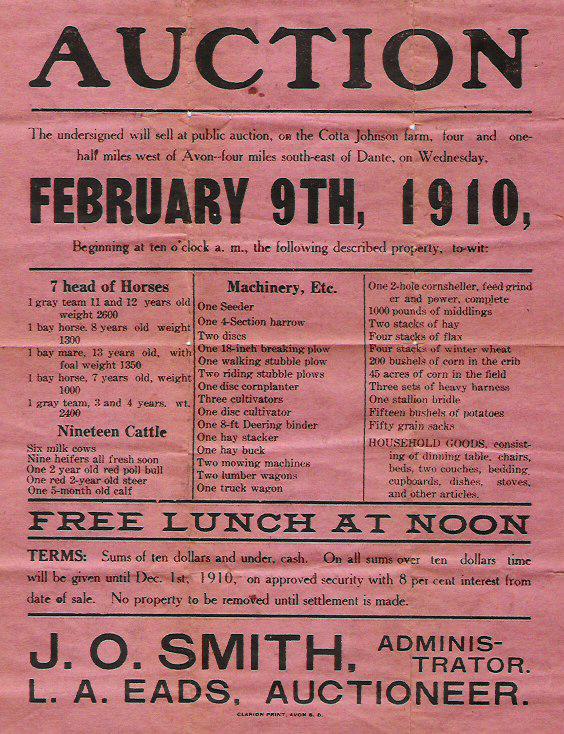 AUCTION
The undersigned will sell at public auction, on the Cotta Johnson farm, four and one-
half miles west of Avon--four miles south-east of Dante, on Wednesday,
FEBRUARY 9TH, 1910,
Beginning at ten o'clock a. m., the following described property, to-wit:
7 head of Horses
1 gray team 11 and 12 years old
weight 2600
1 bay horse. 8 years old weight
1300
1 bay mare, 13 years old, with
foal weight 1350
1 bay horse, 7 years old, weight
1000
1 gray team, 3 and 4 years. wt.
2400
Nineteen Cattle
Six milk cows
Nine heifers all fresh soon
One 2 year old red poll bull
One red 2-year old steer
One 5-month old calf
Machinery, Etc.
One Seeder
One 4-Section harrow
Two discs
One 18-inch breaking plow
One walking stubble plow
Two riding stubble plows
One disc cornplanter
Three cultivators
One disc cultivator
One 8-ft Deering binder
One hay stacker
One hay buck
Two mowing machines
Two lumber wagons
One truck wagon
One 2-hole cornsheller, feed grind
er and power, complete
1000 pounds of middlings
Two stacks of hay
Four stacks of flax
Four stacks of winter wheat
200 bushels of corn in the crib
45 acres of corn in the field
Three sets of heavy harness
One stallion bridle
Fifteen bushels of potatoes
Fifty grain sacks
HOUSEHOLD GOODS, consist-
ing of dinning table, chairs,
beds, two couches, bedding,
cupboards, dishes, stoves,
and other articles.
FREE LUNCH AT NOON
TERMS: Sums of ten dollars and under, cash. On all sums over ten dollars time
will be given until Dec. 1st, 1910, on approved security with 8 per cent interest from
date of sale. No property to be removed until settlement is made.
J. O. SMITH, ADMINIS-
TRATOR.
L. A. EADS, AUCTIONEER.
CLARION PRINT, AVON S. D.